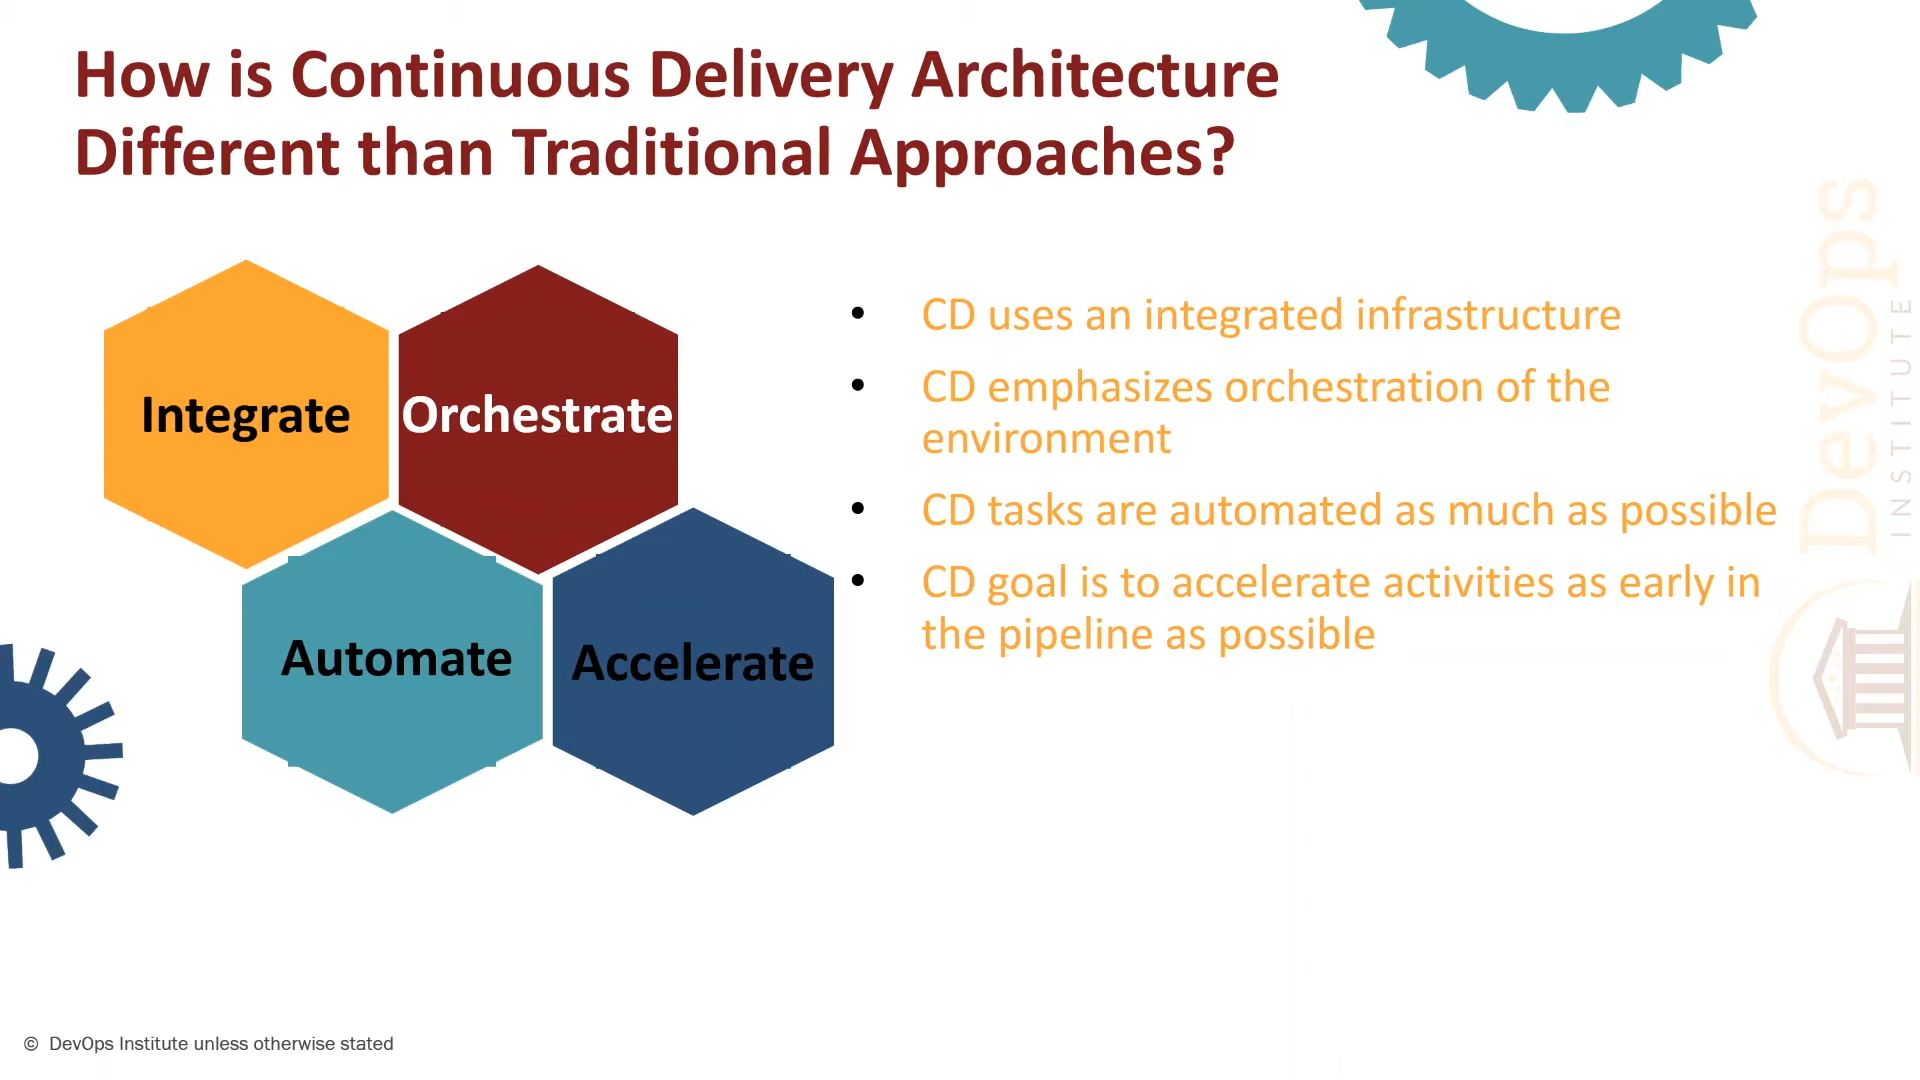 How is Continuous Delivery Architecture
Different than Traditional Approaches?
Integrate
Orchestrate
Automate
Accelerate
• CD uses an integrated infrastructure
• CD emphasizes orchestration of the
environment
• CD tasks are automated as much as possible
• CD goal is to accelerate activities as early in
the pipeline as possible
DevOps
INSTITUTE
© DevOps Institute unless otherwise stated